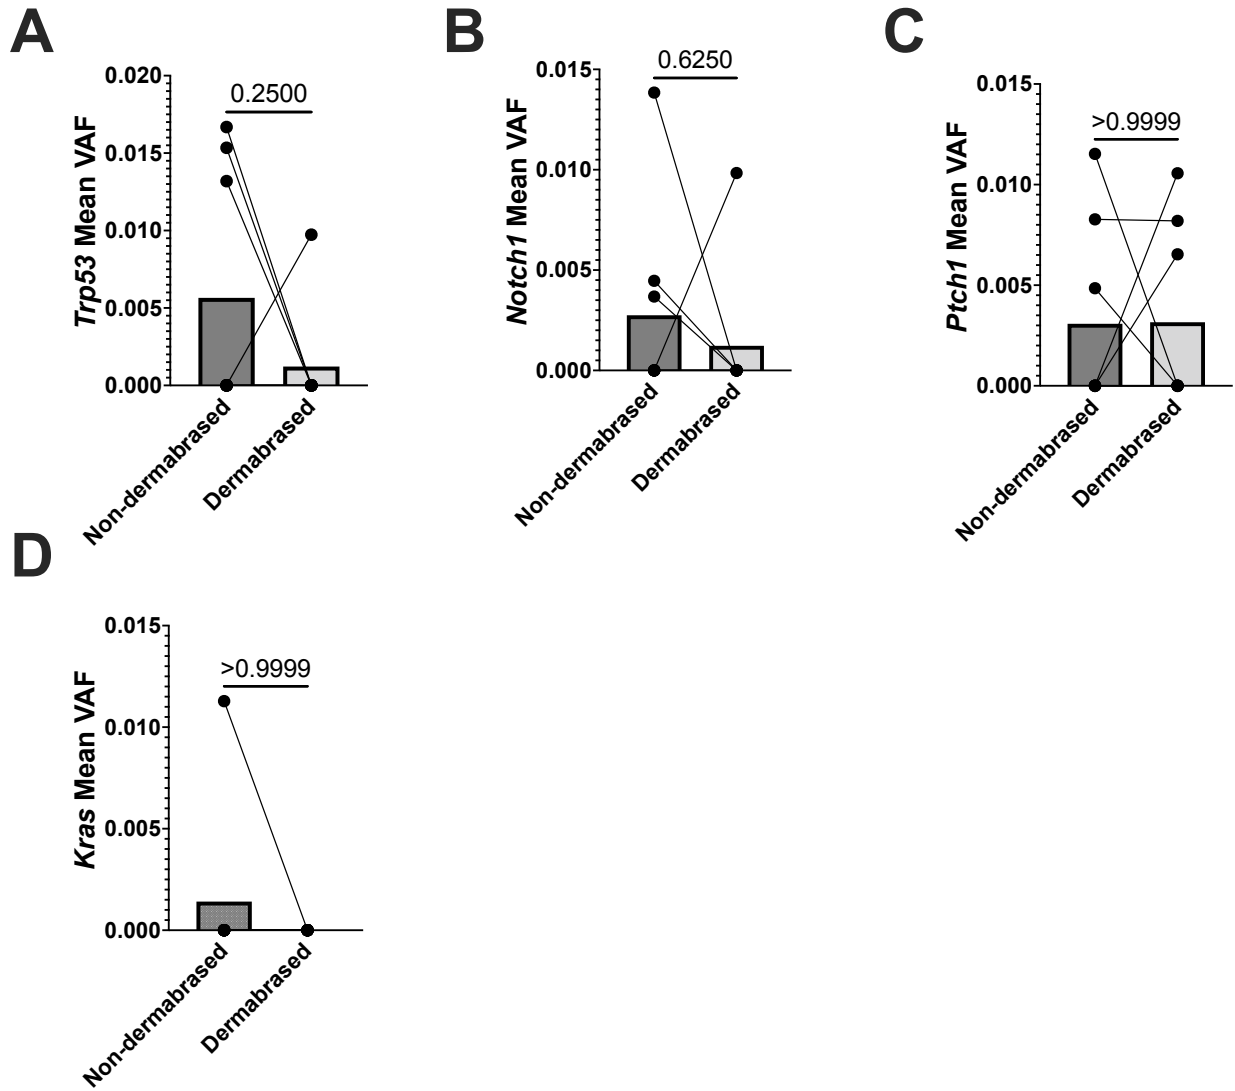 A
B
C
0.2500
0.6250
>0.9999
Trp53 Mean VAF
0.020
0.015
0.010
0.005
0.000
Non-dermabrased
Dermabrased
Notch1 Mean VAF
0.015
0.010
0.005
0.000
Non-dermabrased
Dermabrased
Ptch1 Mean VAF
0.015
0.010
0.005
0.000
Non-dermabrased
Dermabrased
D
>0.9999
Kras Mean VAF
0.015
0.010
0.005
0.000
Non-dermabrased
Dermabrased